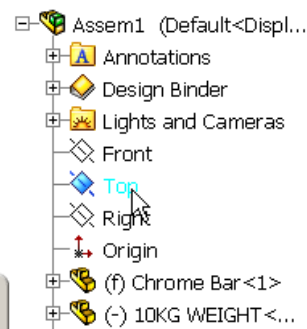 Assem1 (Default<Displ...
Annotations
Design Binder
Lights and Cameras
Front
Top
Right
Origin
(f) Chrome Bar<1>
(-) 10KG WEIGHT<...